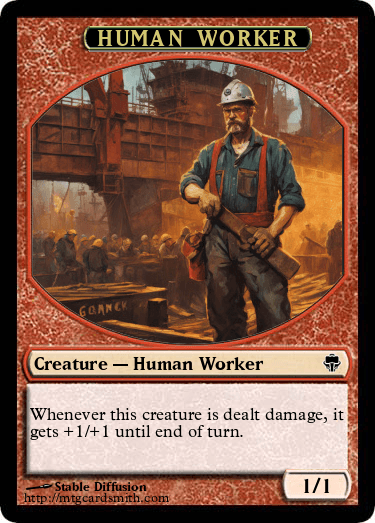 HUMAN WORKER
GOANCH
Creature — Human Worker
Whenever this creature is dealt damage, it
gets +1/+1 until end of turn.
1/1
Stable Diffusion
http://mtgcardsmith.com